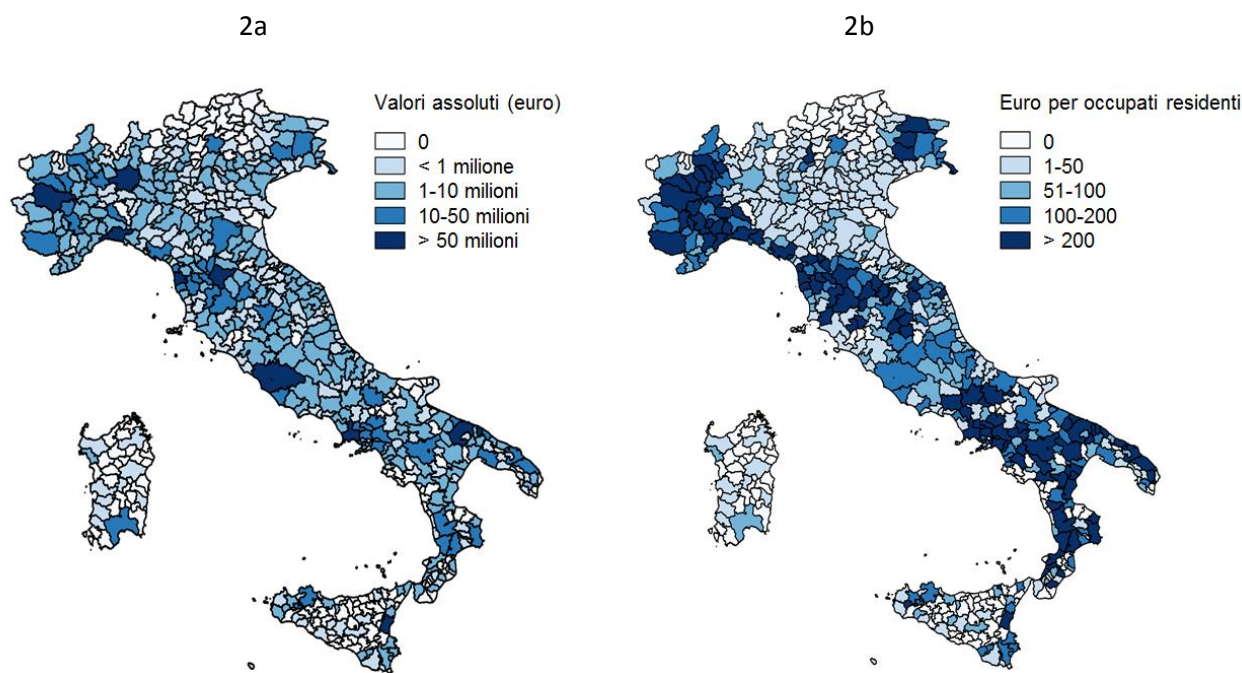 2a
2b
Valori assoluti (euro)
0
< 1 milione
1-10 milioni
10-50 milioni
> 50 milioni
Euro per occupati residenti
0
1-50
51-100
100-200
> 200